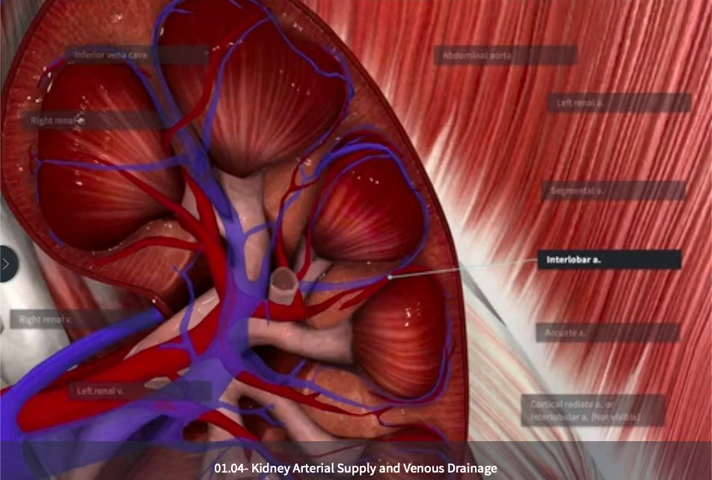 Inferior vena cava
Abdominal aorta
Left renal a.
Right renal a.
Segmental a.
Interlobar a.
Right renal v.
Arcuate a.
Left renal v.
Cortical radiate a. or
interlobular a. (Not visible)
01.04- Kidney Arterial Supply and Venous Drainage